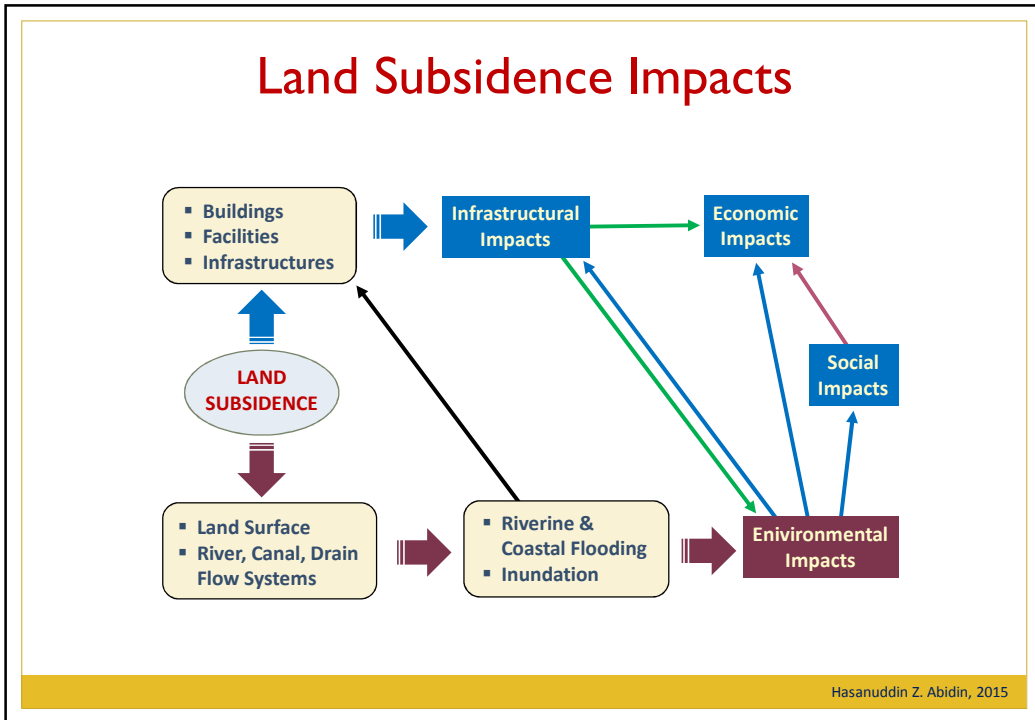 Land Subsidence Impacts
▪ Buildings
▪ Facilities
▪ Infrastructures
Infrastructural
Impacts
Economic
Impacts
LAND
SUBSIDENCE
Social
Impacts
▪ Land Surface
▪ River, Canal, Drain
Flow Systems
▪ Riverine &
Coastal Flooding
▪ Inundation
Enivironmental
Impacts
Hasanuddin Z. Abidin, 2015